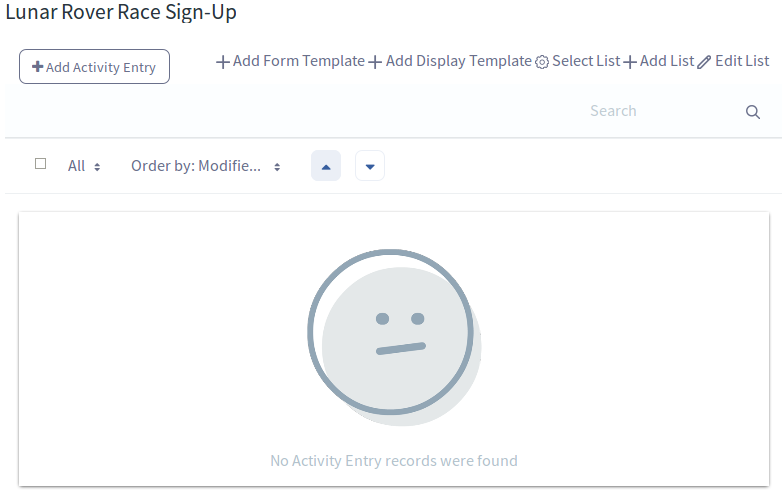 Lunar Rover Race Sign-Up
Add Activity Entry Add Form Template Add Display Template Select List Add List Edit List
Search
All Order by: Modifie...
No Activity Entry records were found